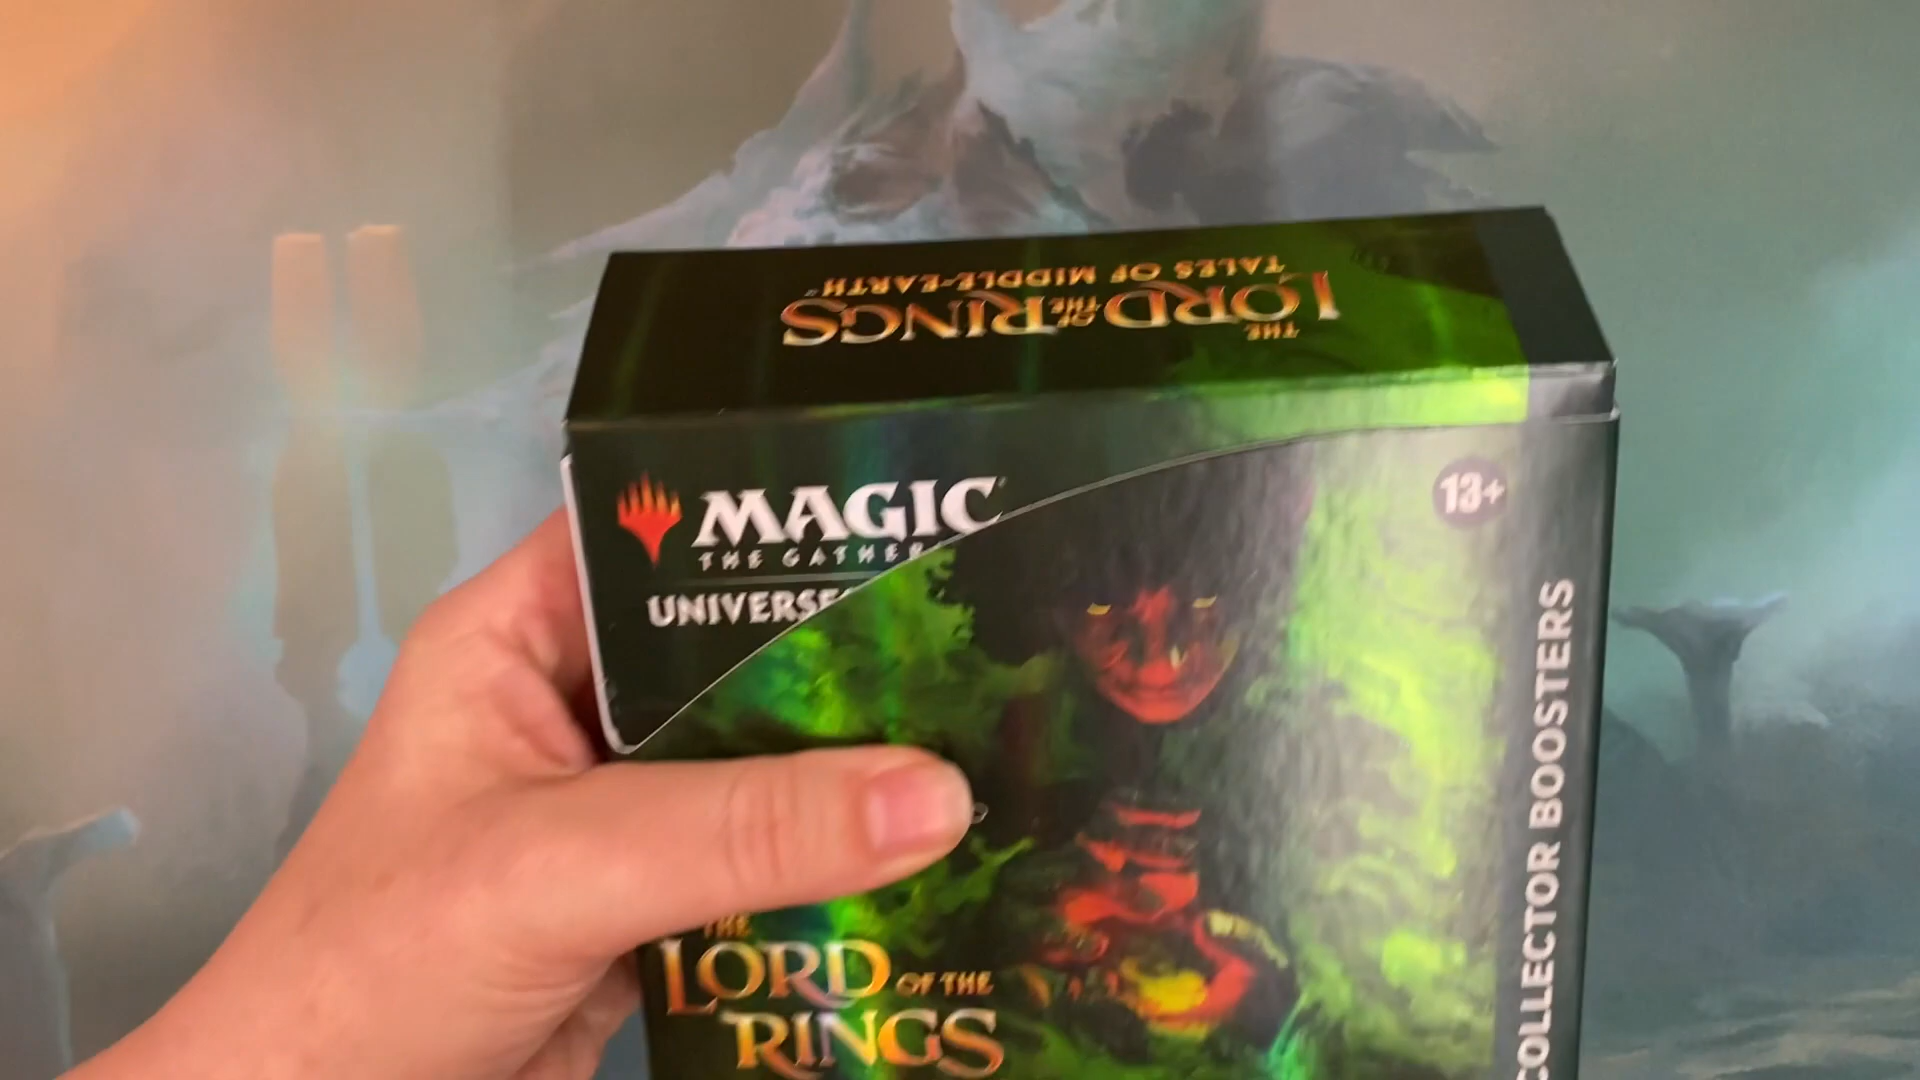 THE
LORD OF THE RINGS
TALES OF MIDDLE-EARTH™
MAGIC
THE GATHER
UNIVERSE
13+
COLLECTOR BOOSTERS
THE
LORD OF THE
RINGS